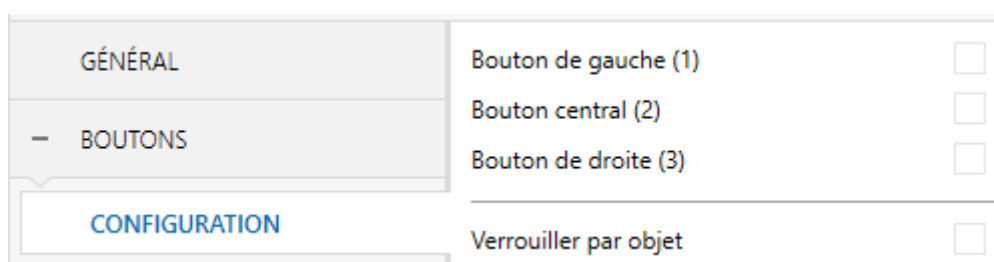 GÉNÉRAL
BOUTONS
CONFIGURATION
Bouton de gauche (1)
Bouton central (2)
Bouton de droite (3)
Verrouiller par objet